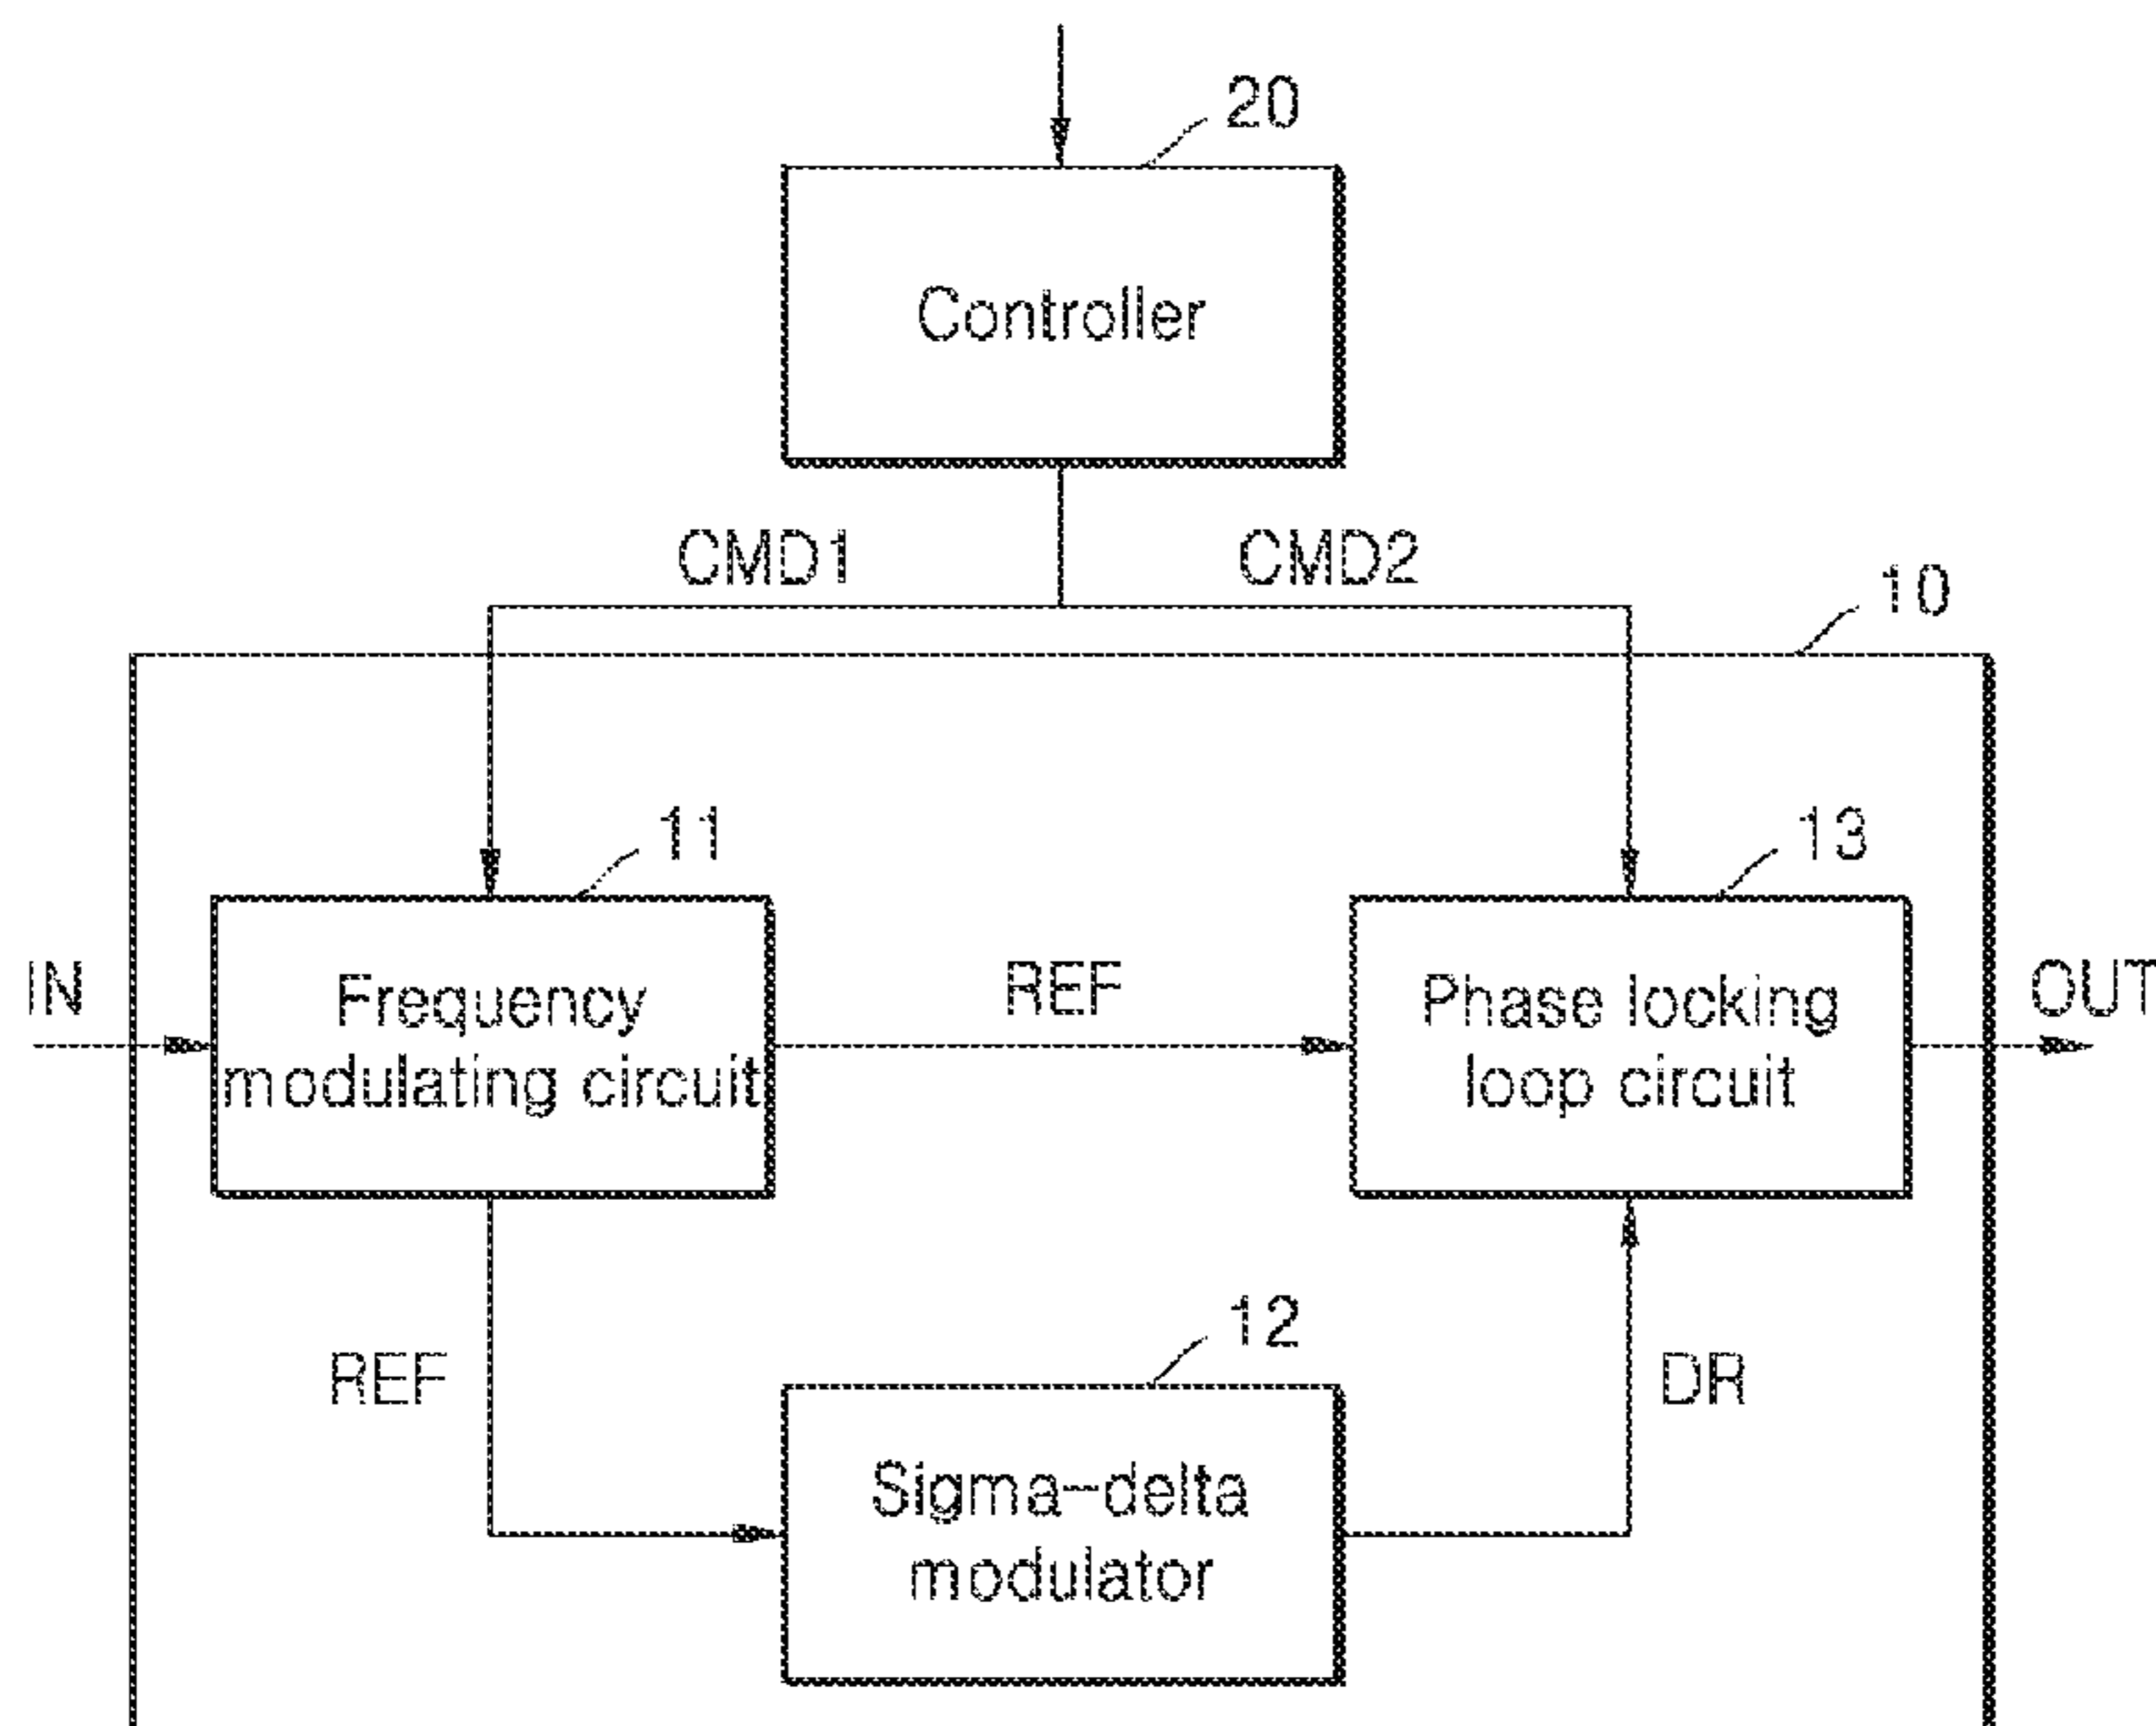 20
Controller
CMD1
CMD2
10
11
13
IN
Frequency
modulating circuit
REF
Phase locking
loop circuit
OUT
12
REF
DR
Sigma-delta
modulator